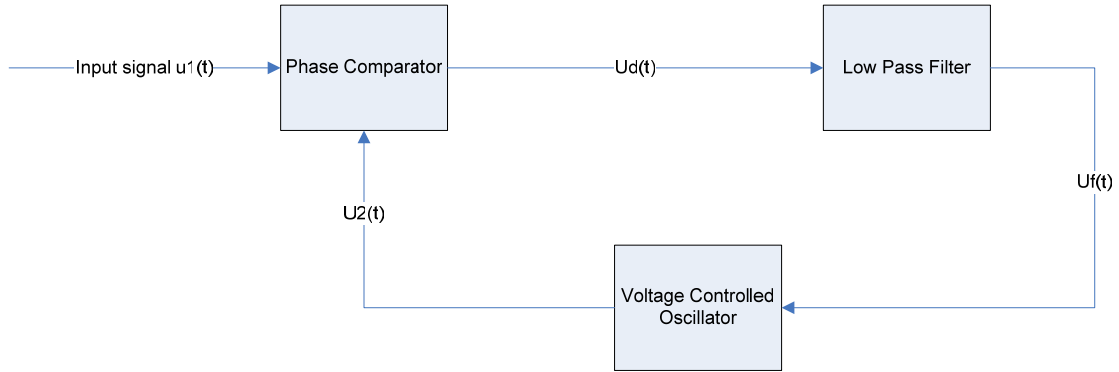 Input signal u1(t)
Phase Comparator
Ud(t)
Low Pass Filter
Uf(t)
U2(t)
Voltage Controlled
Oscillator